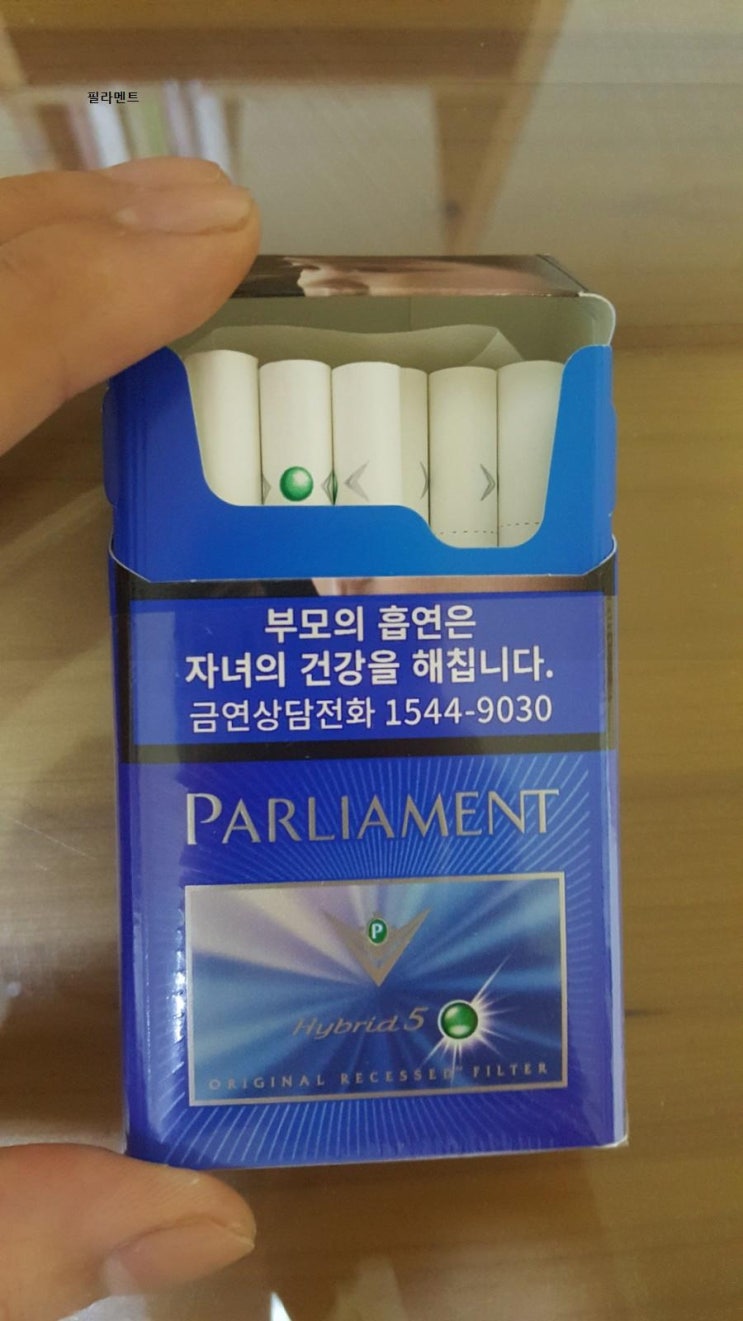 필라멘트
부모의 흡연은
자녀의 건강을 해칩니다.
금연상담전화 1544-9030
PARLIAMENT
P
Hybrid 5
ORIGINAL RECESSED™ FILTER